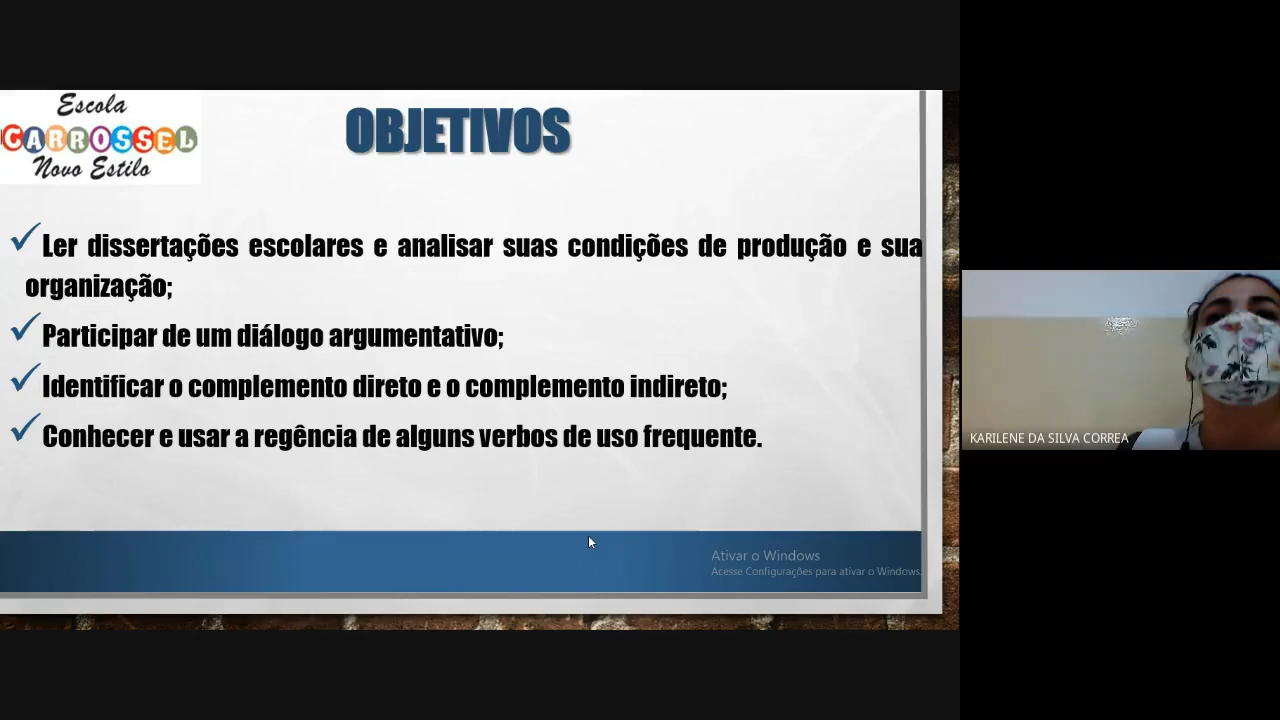 Escola
CARROSSEL
Novo Estilo
OBJETIVOS
Ler dissertações escolares e analisar suas condições de produção e sua
organização;
Participar de um diálogo argumentativo;
Identificar o complemento direto e o complemento indireto;
Conhecer e usar a regência de alguns verbos de uso frequente.
Ativar o Windows
Acesse Configurações para ativar o Windows.
KARILENE DA SILVA CORREA